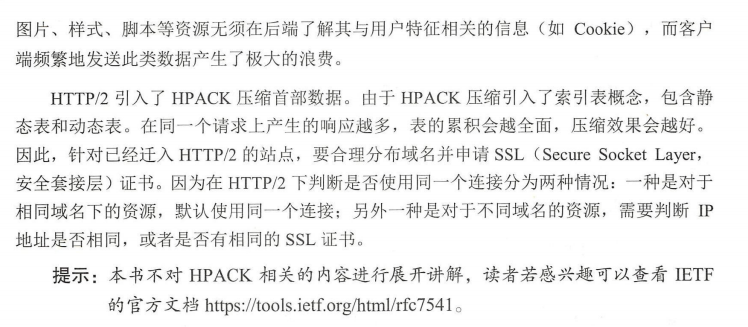 图片、样式、脚本等资源无须在后端了解其与用户特征相关的信息（如 Cookie），而客户
端频繁地发送此类数据产生了极大的浪费。
HTTP/2 引入了 HPACK 压缩首部数据。由于 HPACK 压缩引入了索引表概念，包含静
态表和动态表。在同一个请求上产生的响应越多，表的累积会越全面，压缩效果会越好。
因此，针对已经迁入 HTTP/2 的站点，要合理分布域名并申请 SSL（Secure Socket Layer，
安全套接层）证书。因为在 HTTP/2 下判断是否使用同一个连接分为两种情况：一种是对于
相同域名下的资源，默认使用同一个连接；另外一种是对于不同域名的资源，需要判断 IP
地址是否相同，或者是否有相同的 SSL 证书。
提示：本书不对 HPACK 相关的内容进行展开讲解，读者若感兴趣可以查看 IETF
的官方文档 https://tools.ietf.org/html/rfc7541。